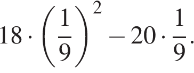 18 · (1/9)² − 20 · 1/9.